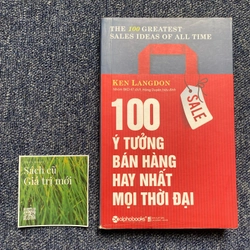 THE 100 GREATEST
SALES IDEAS OF ALL TIME
KEN LANGDON
SALE
100
Ý TƯỞNG
BÁN HÀNG
HAY NHẤT
MỌI THỜI ĐẠI
alphabooks
Sách cũ
Giá trị mới